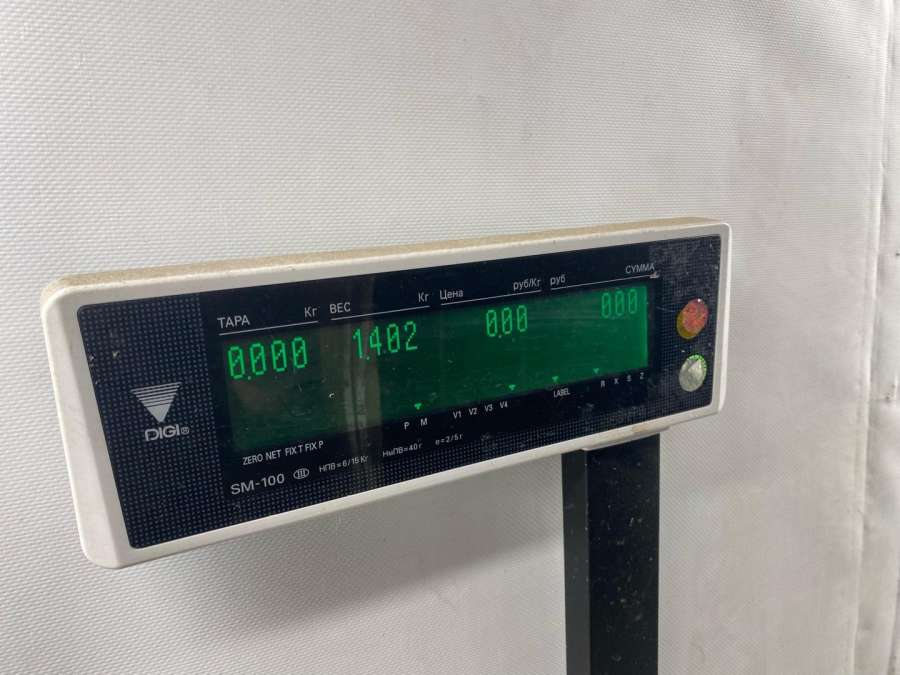 ТАРА Кг ВЕС Кг Цена руб/Кг руб СУММА
0.000 1.402 0.00 0.00
P M V1 V2 V3 V4 LABEL R X S Z
DIGI®
ZERO NET FIX T FIX P
SM-100 III НПВ=6/15 Кг НмПВ=40 г е=2/5 г